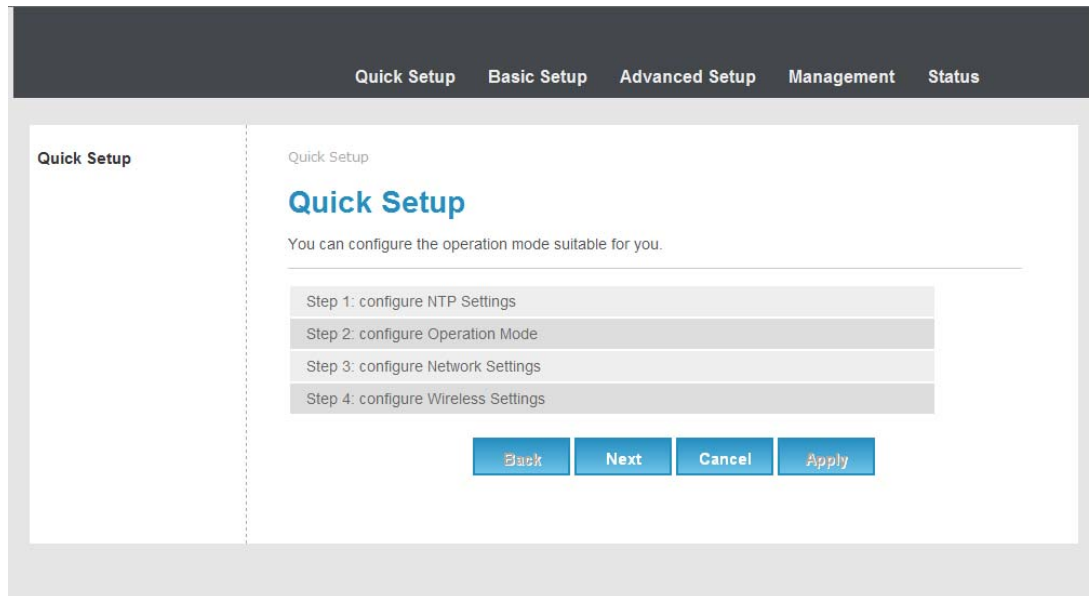 Quick Setup Basic Setup Advanced Setup Management Status
Quick Setup
Quick Setup
Quick Setup
You can configure the operation mode suitable for you.
Step 1: configure NTP Settings
Step 2: configure Operation Mode
Step 3: configure Network Settings
Step 4: configure Wireless Settings
Back Next Cancel Apply